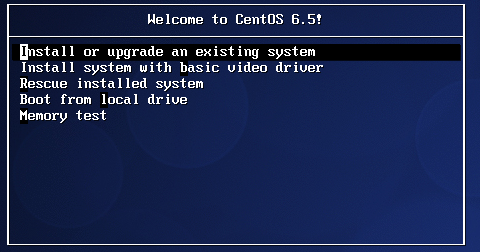 Welcome to CentOS 6.5!
Install or upgrade an existing system
Install system with basic video driver
Rescue installed system
Boot from local drive
Memory test